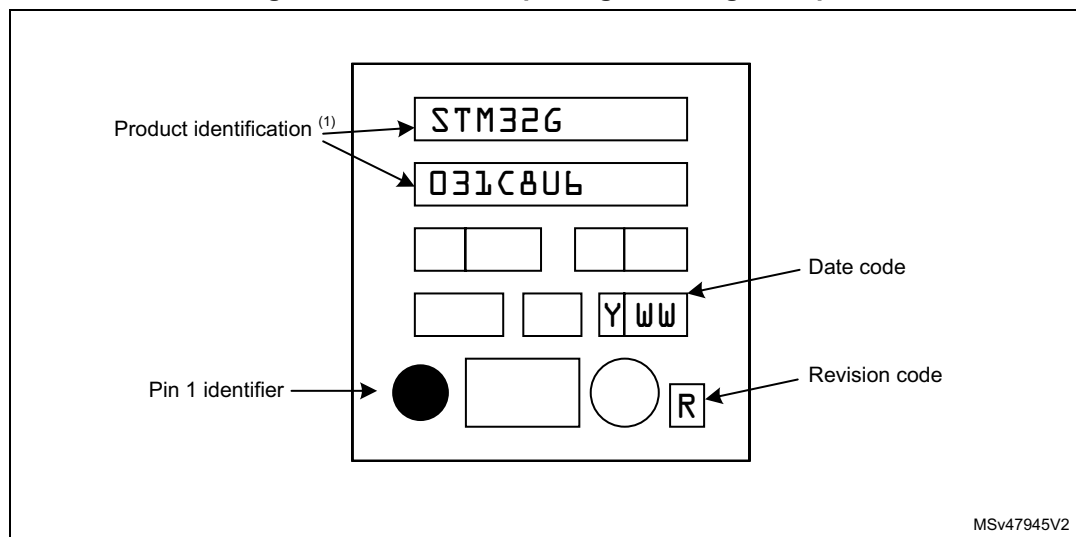 Product identification (1)
STM32G
031C8U6
Date code
Y WW
Pin 1 identifier
Revision code
R
MSv47945V2